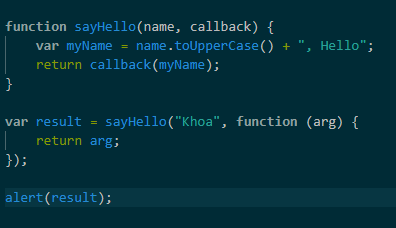 function sayHello(name, callback) {
    var myName = name.toUpperCase() + ", Hello";
    return callback(myName);
}

var result = sayHello("Khoa", function (arg) {
    return arg;
});

alert(result);